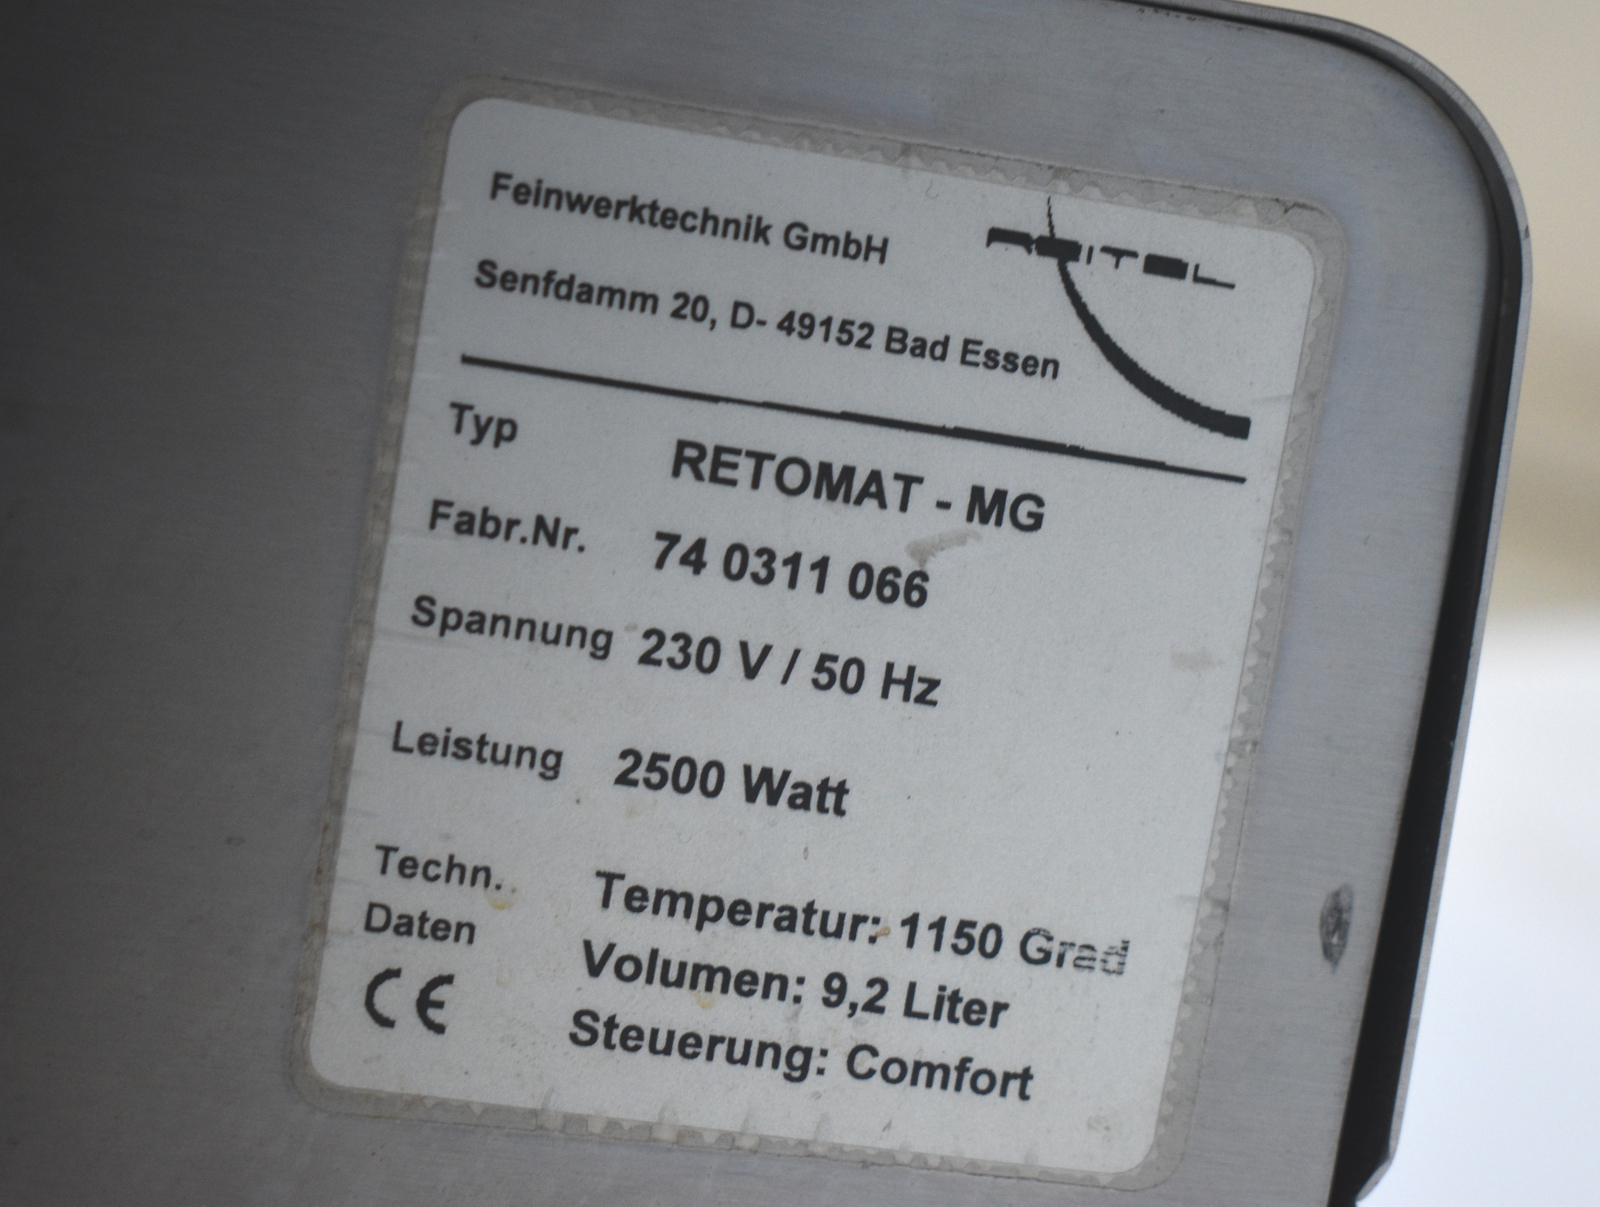 Feinwerktechnik GmbH
REITEL
Senfdamm 20, D- 49152 Bad Essen
Typ RETOMAT - MG
Fabr.Nr. 74 0311 066
Spannung 230 V / 50 Hz
Leistung 2500 Watt
Techn. Daten
Temperatur: 1150 Grad
Volumen: 9,2 Liter
Steuerung: Comfort
CE